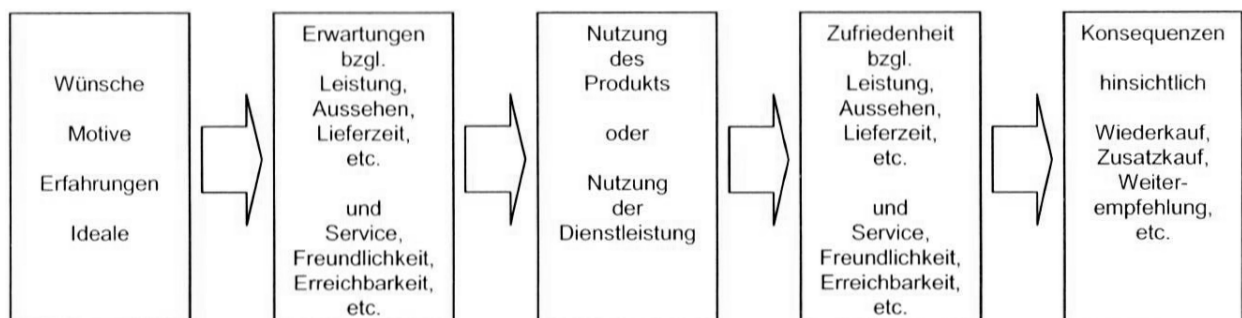 Wünsche
Motive
Erfahrungen
Ideale
Erwartungen
bzgl.
Leistung,
Aussehen,
Lieferzeit,
etc.
und
Service,
Freundlichkeit,
Erreichbarkeit,
etc.
Nutzung
des
Produkts
oder
Nutzung
der
Dienstleistung
Zufriedenheit
bzgl.
Leistung,
Aussehen,
Lieferzeit,
etc.
und
Service,
Freundlichkeit,
Erreichbarkeit,
etc.
Konsequenzen
hinsichtlich
Wiederkauf,
Zusatzkauf,
Weiter-
empfehlung,
etc.